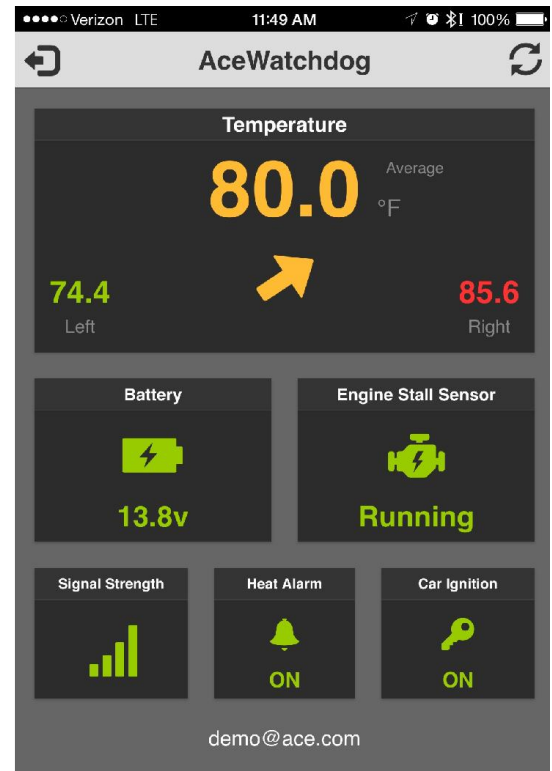 Verizon LTE 11:49 AM 100%
AceWatchdog
Temperature
80.0 °F Average
74.4 85.6
Left Right
Battery Engine Stall Sensor
13.8v Running
Signal Strength Heat Alarm Car Ignition
ON ON
demo@ace.com